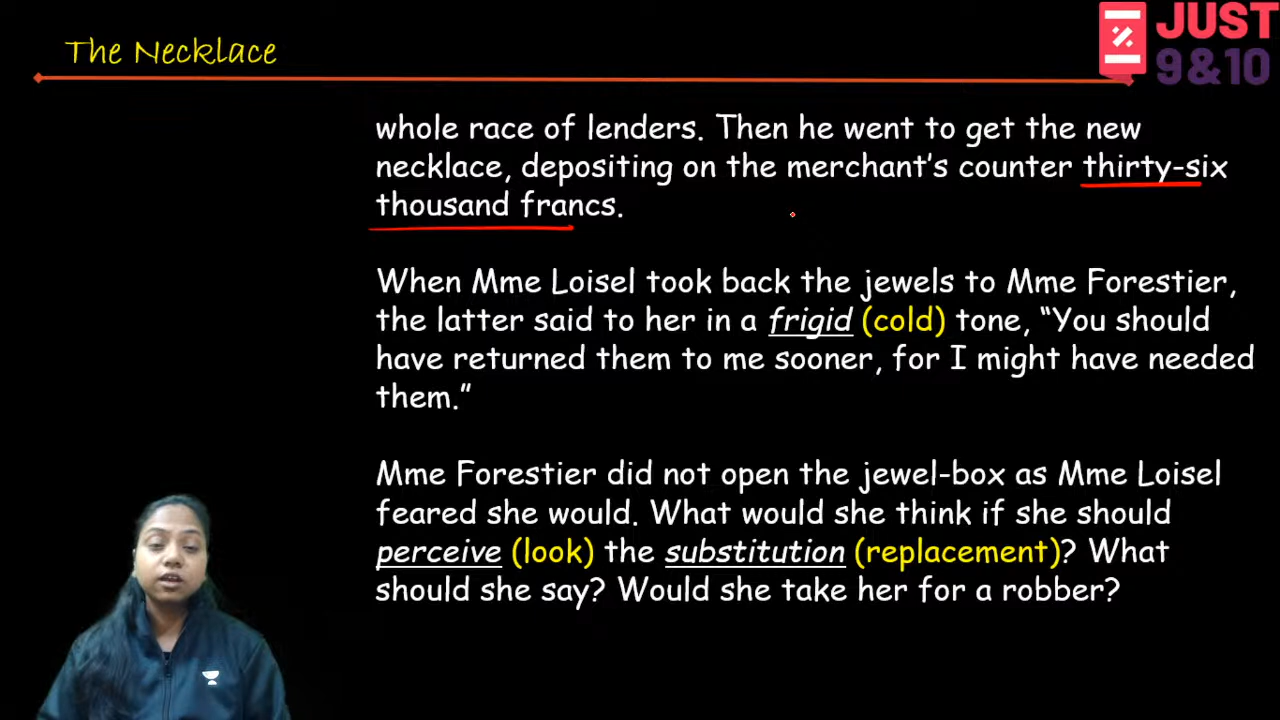 The Necklace
JUST
9&10
whole race of lenders. Then he went to get the new
necklace, depositing on the merchant's counter thirty-six
thousand francs.
When Mme Loisel took back the jewels to Mme Forestier,
the latter said to her in a frigid (cold) tone, “You should
have returned them to me sooner, for I might have needed
them.”
Mme Forestier did not open the jewel-box as Mme Loisel
feared she would. What would she think if she should
perceive (look) the substitution (replacement)? What
should she say? Would she take her for a robber?